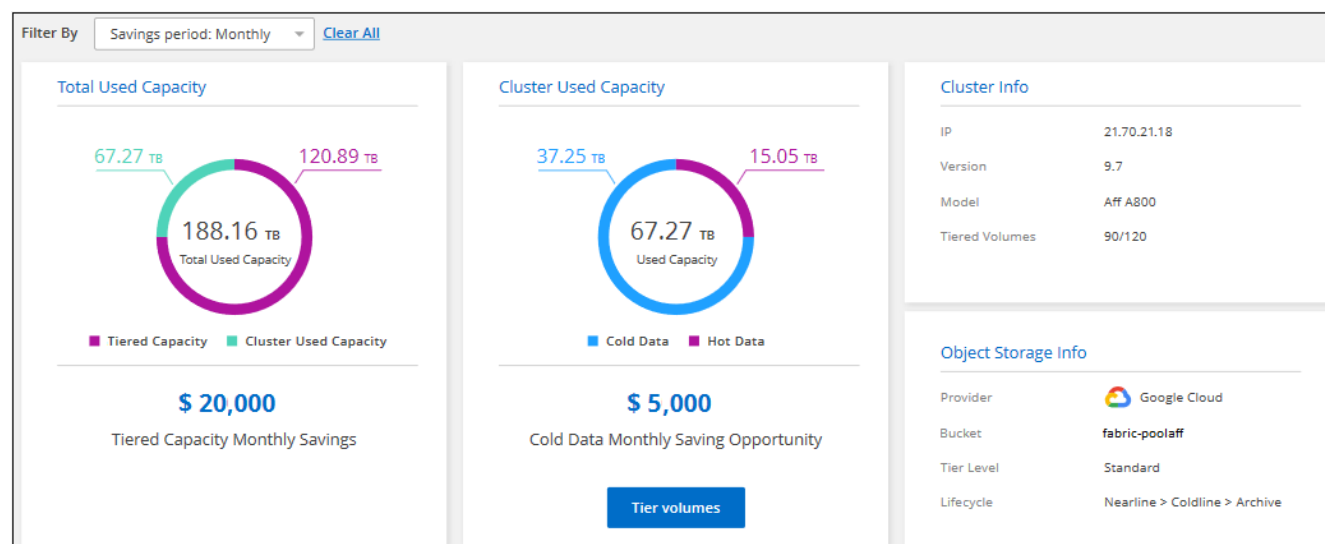 Filter By Savings period: Monthly Clear All
Total Used Capacity
67.27 TB 120.89 TB
188.16 TB
Total Used Capacity
Tiered Capacity Cluster Used Capacity
$ 20,000
Tiered Capacity Monthly Savings
Cluster Used Capacity
37.25 TB 15.05 TB
67.27 TB
Used Capacity
Cold Data Hot Data
$ 5,000
Cold Data Monthly Saving Opportunity
Tier volumes
Cluster Info
IP 21.70.21.18
Version 9.7
Model Aff A800
Tiered Volumes 90/120
Object Storage Info
Provider Google Cloud
Bucket fabric-poolaff
Tier Level Standard
Lifecycle Nearline > Coldline > Archive